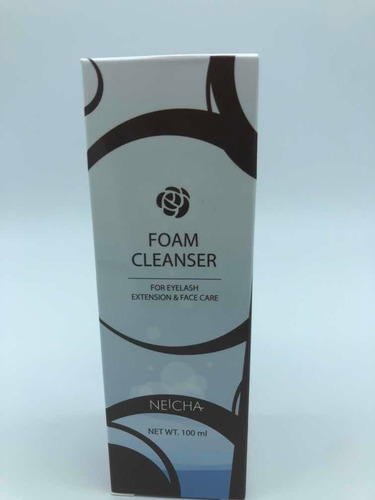 FOAM
CLEANSER
FOR EYELASH
EXTENSION & FACE CARE
NEICHA
NET WT. 100 ml